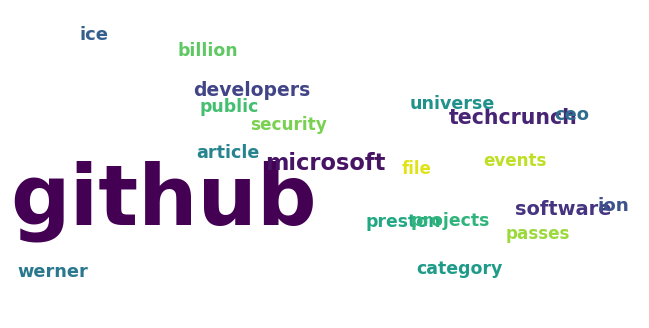 ice
billion
developers
universe
public
techcrunch
ceo
security
article
microsoft
file
events
github
software
ion
preston
projects
passes
werner
category